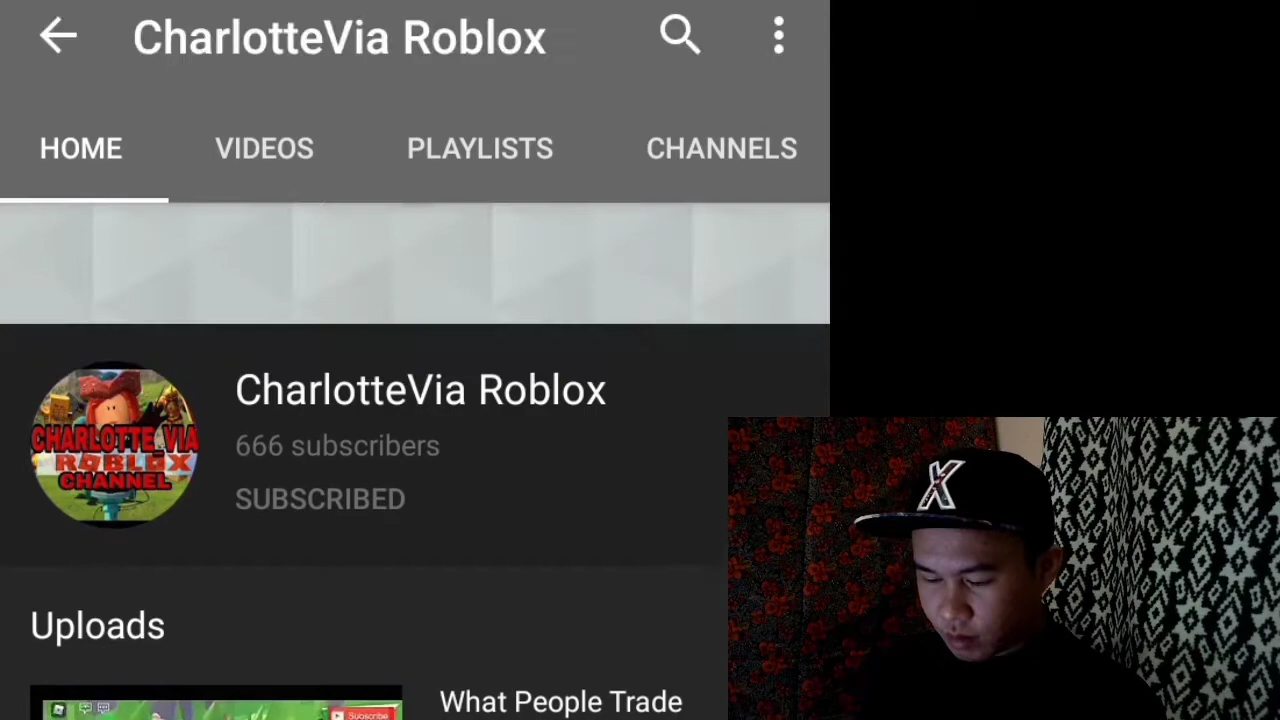 CharlotteVia Roblox
HOME VIDEOS PLAYLISTS CHANNELS
CharlotteVia Roblox
666 subscribers
SUBSCRIBED
CHARLOTTE VIA
ROBLOX
CHANNEL
Uploads
What People Trade
Subscribe
X